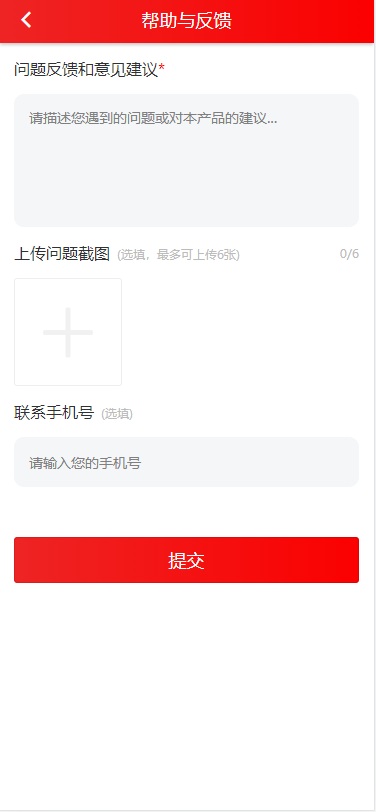 帮助与反馈
问题反馈和意见建议*
请描述您遇到的问题或对本产品的建议...
上传问题截图 (选填，最多可上传6张) 0/6
联系手机号 (选填)
请输入您的手机号
提交